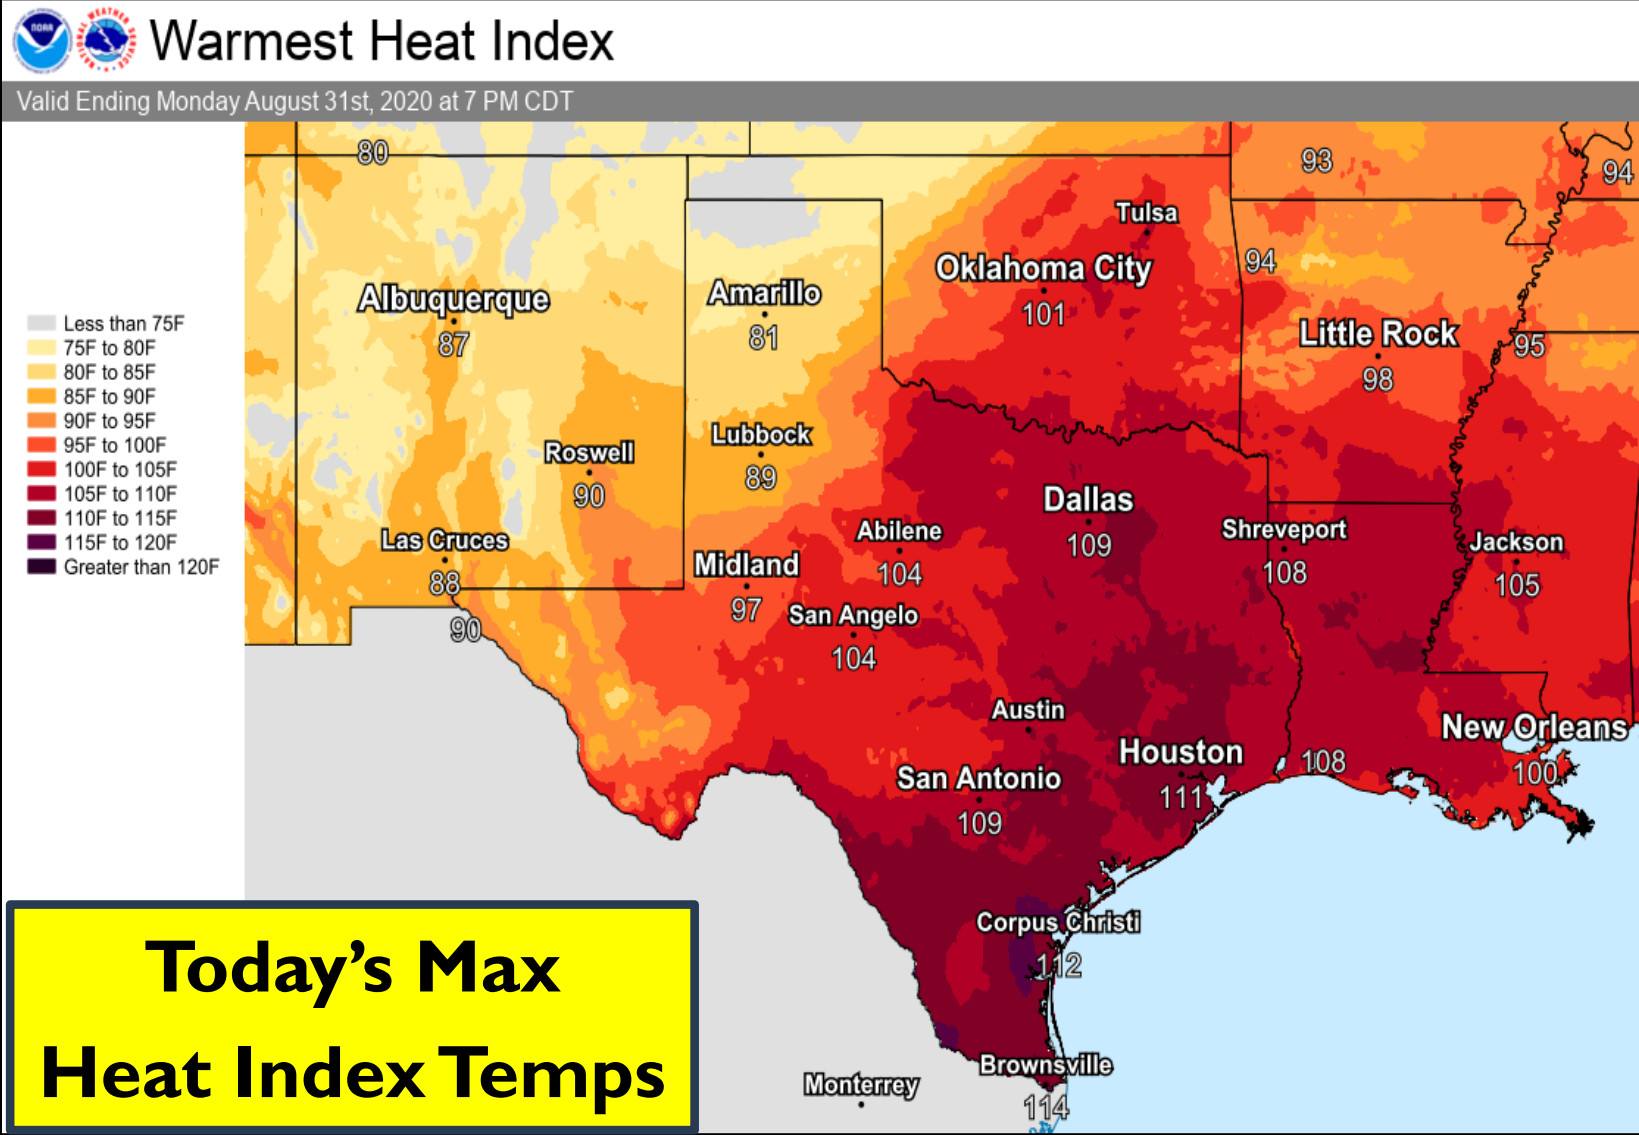 NOAA
NATIONAL WEATHER SERVICE
Warmest Heat Index
Valid Ending Monday August 31st, 2020 at 7 PM CDT
80
93
94
Tulsa
Oklahoma City
101
94
Albuquerque
87
Amarillo
81
Little Rock
98
95
Less than 75F
75F to 80F
80F to 85F
85F to 90F
90F to 95F
95F to 100F
100F to 105F
105F to 110F
110F to 115F
115F to 120F
Greater than 120F
Lubbock
89
Roswell
90
Dallas
109
Las Cruces
88
90
Midland
97
Abilene
104
San Angelo
104
Shreveport
108
Jackson
105
Austin
Houston
111
San Antonio
109
108
New Orleans
100
Corpus Christi
112
Brownsville
114
Monterrey
Today's Max
Heat Index Temps